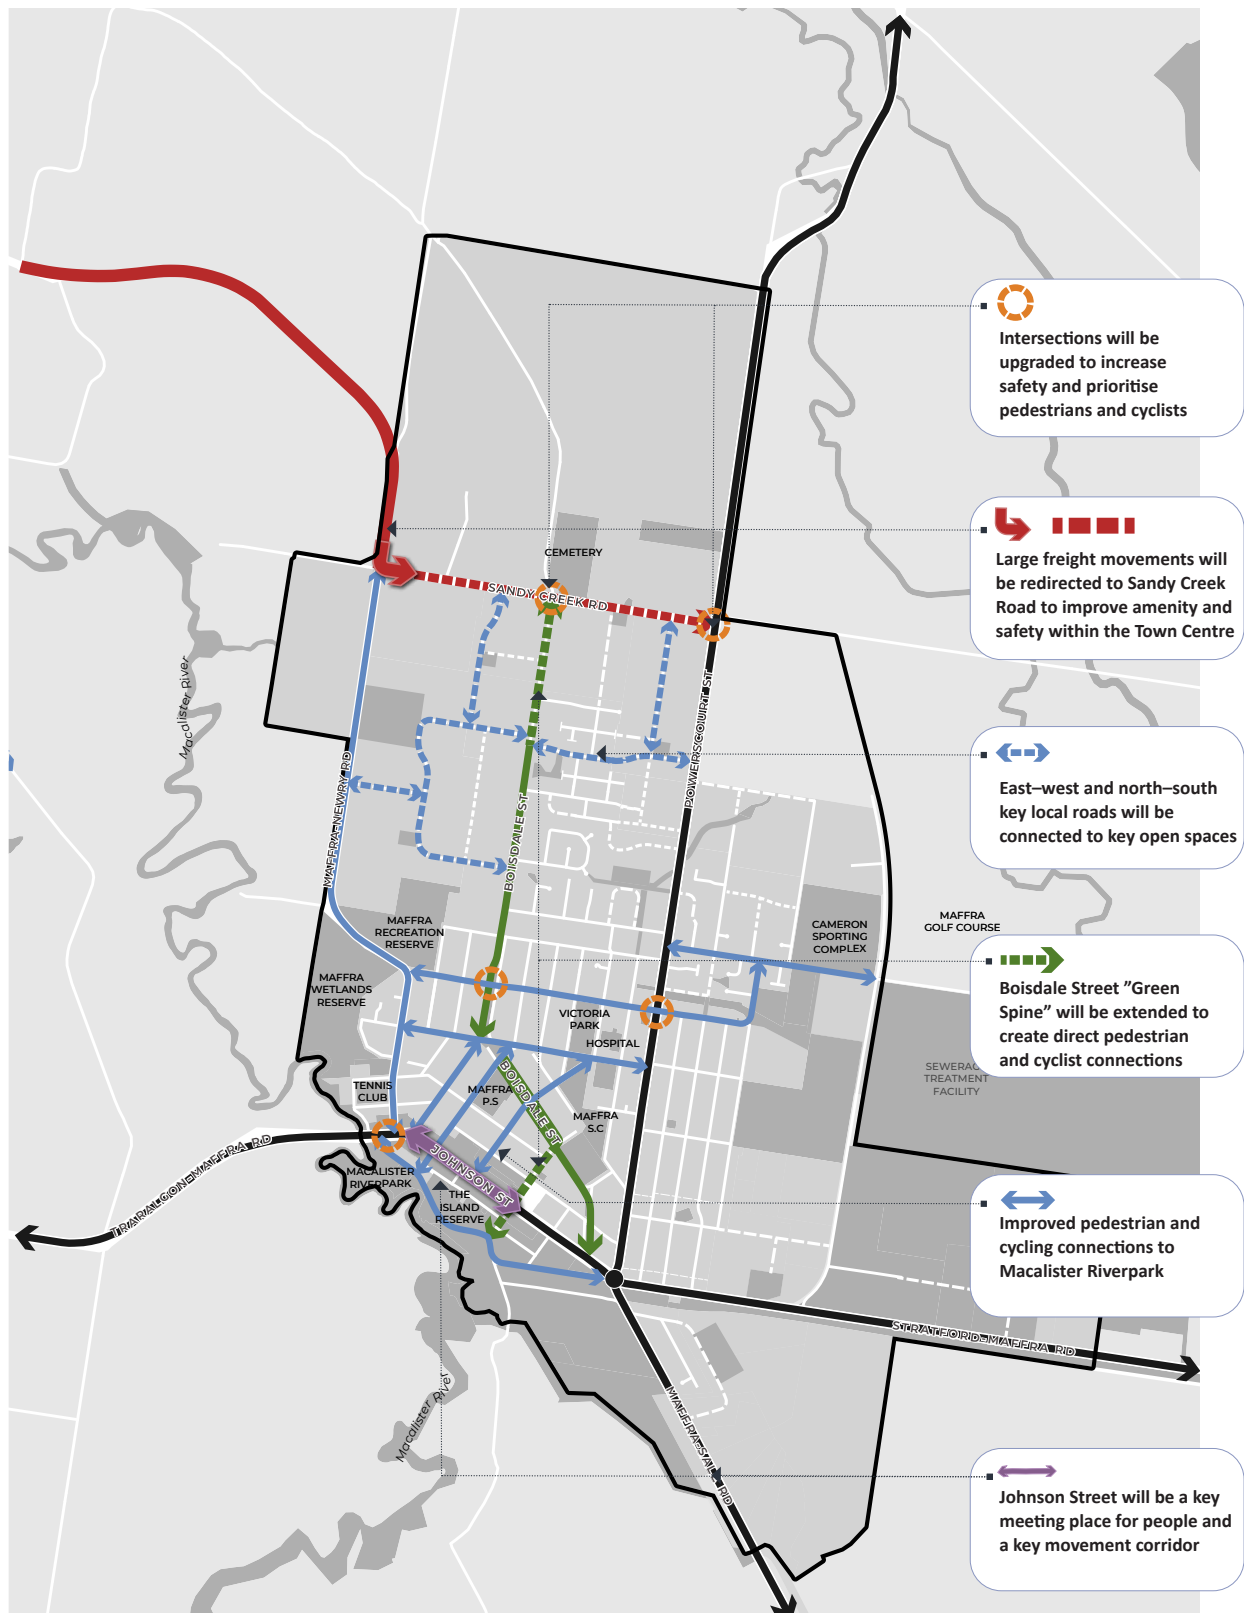 Intersections will be
upgraded to increase
safety and prioritise
pedestrians and cyclists
CEMETERY
SANDY CREEK RD
Large freight movements will
be redirected to Sandy Creek
Road to improve amenity and
safety within the Town Centre
Macalister River
POWERSCOURT ST
MAFFRA-NEWRY RD
BOISDALE ST
East–west and north–south
key local roads will be
connected to key open spaces
MAFFRA
RECREATION
RESERVE
CAMERON
SPORTING
COMPLEX
MAFFRA
GOLF COURSE
MAFFRA
WETLANDS
RESERVE
VICTORIA
PARK
HOSPITAL
Boisdale Street ”Green
Spine” will be extended to
create direct pedestrian
and cyclist connections
TENNIS
CLUB
MAFFRA
P.S
BOISDALE ST
MAFFRA
S.C
TREATMENT
FACILITY
TRARALGON-MAFFRA RD
MACALISTER
RIVERPARK
JOHNSON ST
THE
ISLAND
RESERVE
Improved pedestrian and
cycling connections to
Macalister Riverpark
STRATFORD-MAFFRA RD
Macalister River
MAFFRA-SALE RD
Johnson Street will be a key
meeting place for people and
a key movement corridor